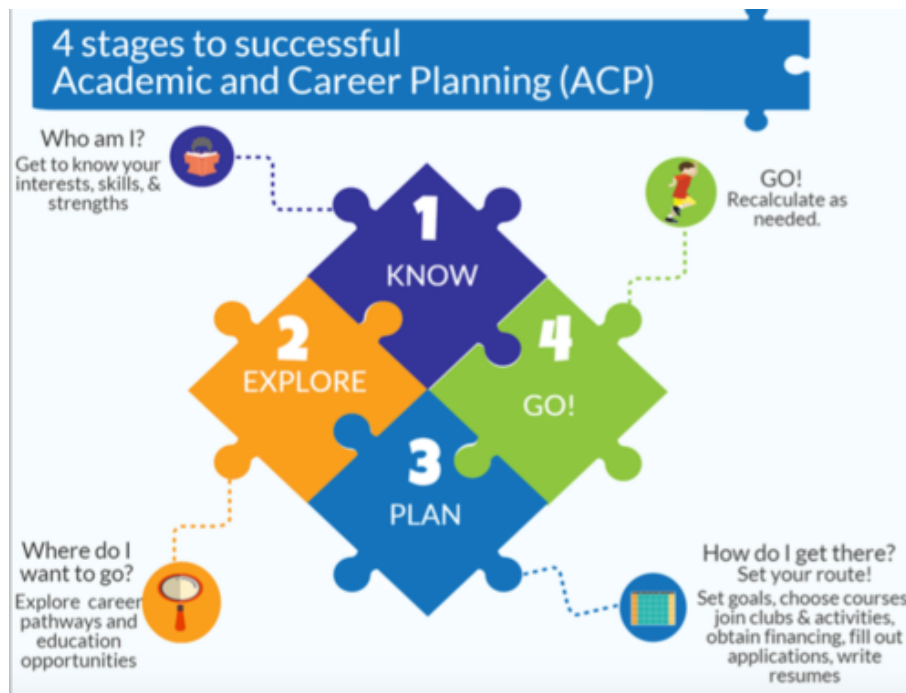 4 stages to successful
Academic and Career Planning (ACP)
Who am I?
Get to know your
interests, skills, &
strengths
1
KNOW
GO!
Recalculate as
needed.
2
EXPLORE
4
GO!
3
PLAN
Where do I
want to go?
Explore career
pathways and
education
opportunities
How do I get there?
Set your route!
Set goals, choose courses
join clubs & activities,
obtain financing, fill out
applications, write
resumes